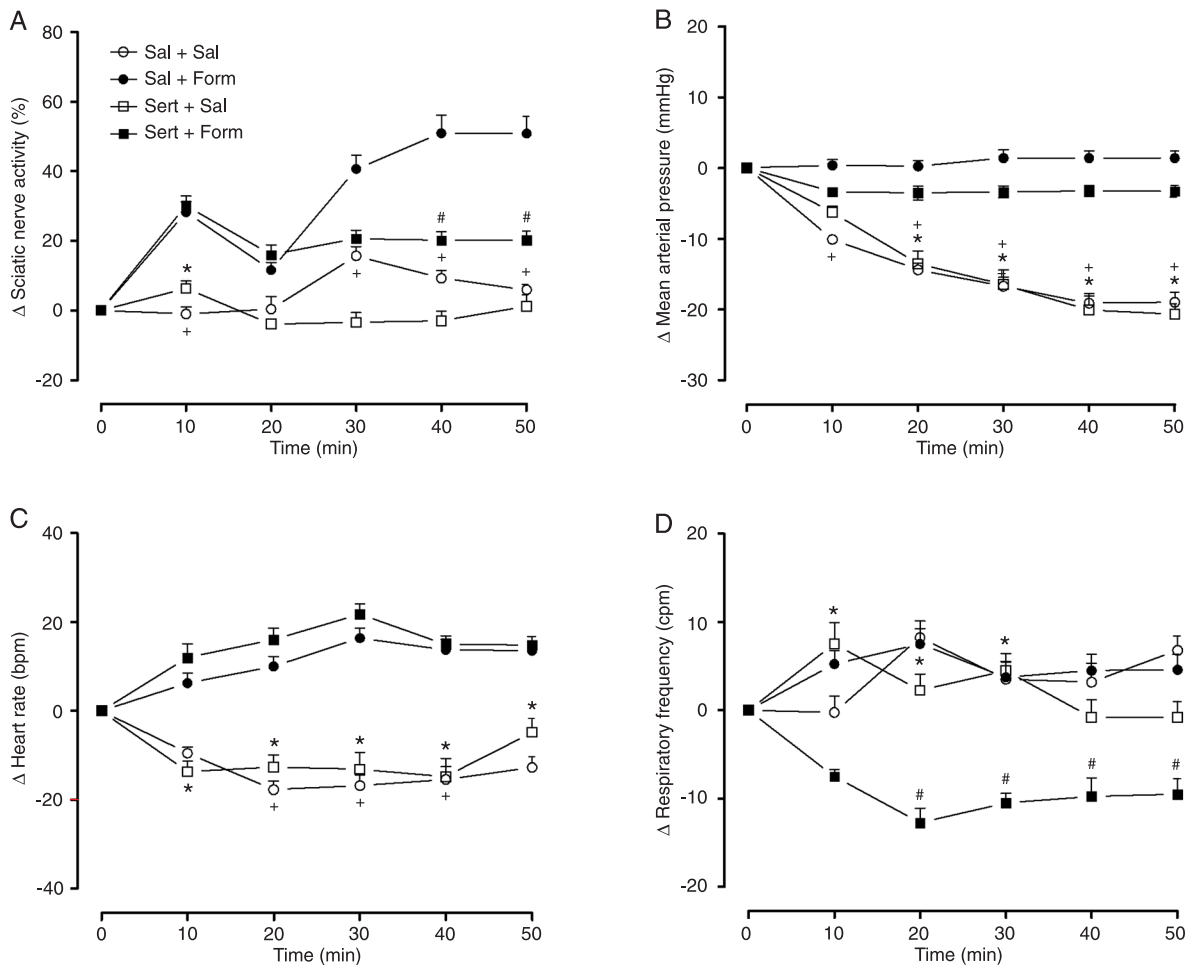 A
80
60
40
20
0
-20
Δ Sciatic nerve activity (%)
Sal + Sal
Sal + Form
Sert + Sal
Sert + Form
*
+
+
#
+
#
+
0 10 20 30 40 50
Time (min)
B
20
10
0
-10
-20
-30
Δ Mean arterial pressure (mmHg)
+
+
*
+
*
+
*
+
*
0 10 20 30 40 50
Time (min)
C
40
20
0
-20
-40
Δ Heart rate (bpm)
*
*
+
*
+
*
+
*
0 10 20 30 40 50
Time (min)
D
20
10
0
-10
-20
Δ Respiratory frequency (cpm)
*
*
*
#
#
#
#
0 10 20 30 40 50
Time (min)